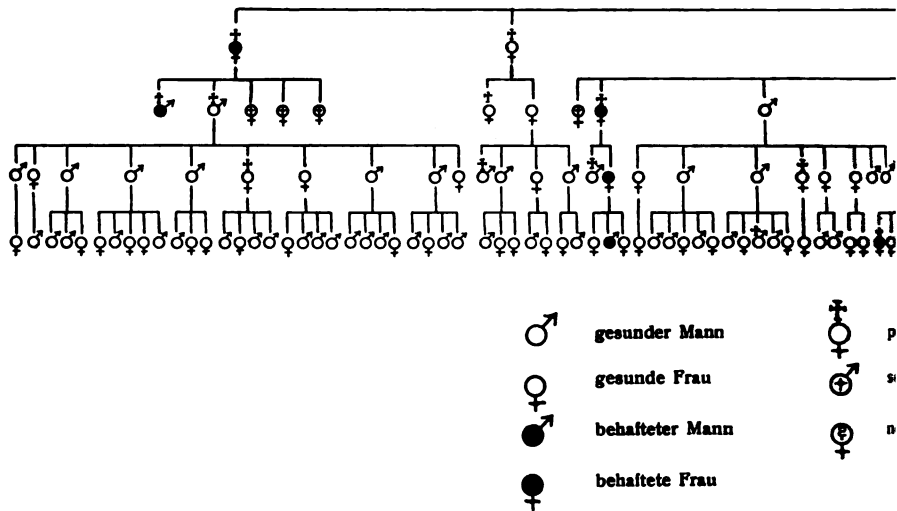 gesunder Mann
gesunde Frau
behafteter Mann
behaftete Frau